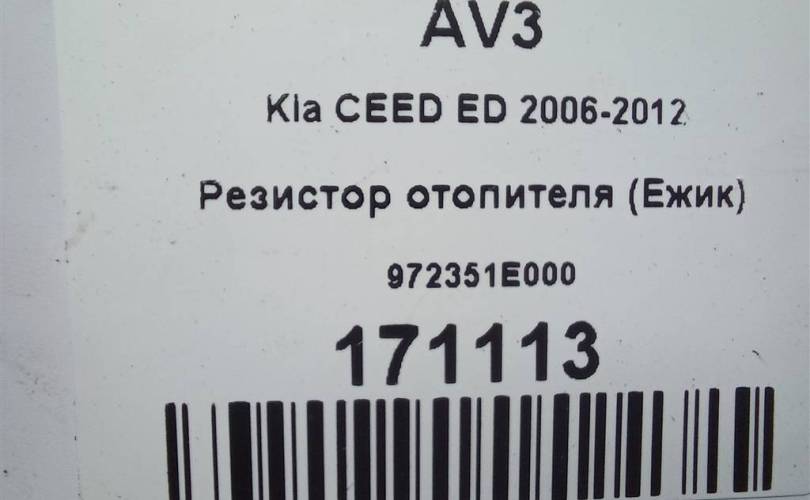 AV3
Kia CEED ED 2006-2012
Резистор отопителя (Ежик)
972351E000
171113